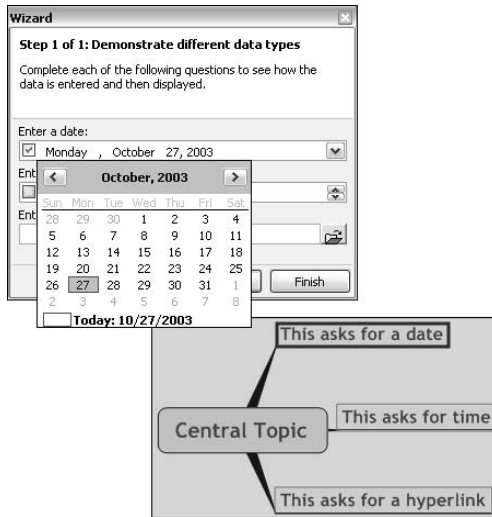 Wizard
Step 1 of 1: Demonstrate different data types
Complete each of the following questions to see how the
data is entered and then displayed.
Enter a date:
Monday , October 27, 2003
Ent
Ent
October, 2003
Sun Mon Tue Wed Thu Fri Sat
28 29 30 1 2 3 4
5 6 7 8 9 10 11
12 13 14 15 16 17 18
19 20 21 22 23 24 25
26 27 28 29 30 31 1
2 3 4 5 6 7 8
Today: 10/27/2003
Finish
This asks for a date
Central Topic
This asks for time
This asks for a hyperlink